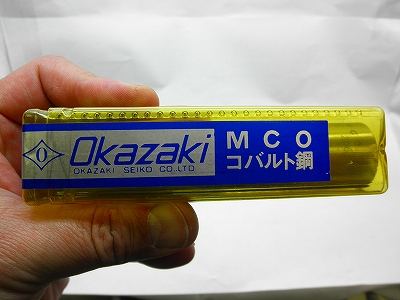 O
Okazaki
OKAZAKI SEIKO CO.LTD
MCO
コバルト鋼